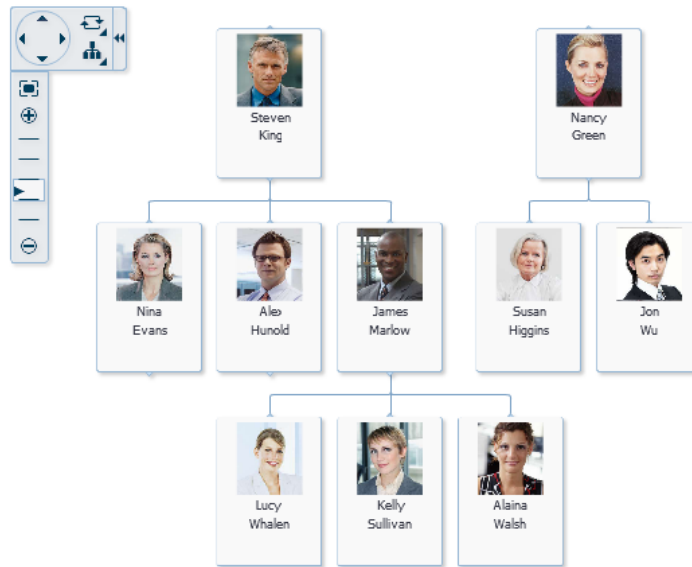 Steven
King
Nancy
Green
Nina
Evans
Alex
Hunold
James
Marlow
Susan
Higgins
Jon
Wu
Lucy
Whalen
Kelly
Sullivan
Alaina
Walsh